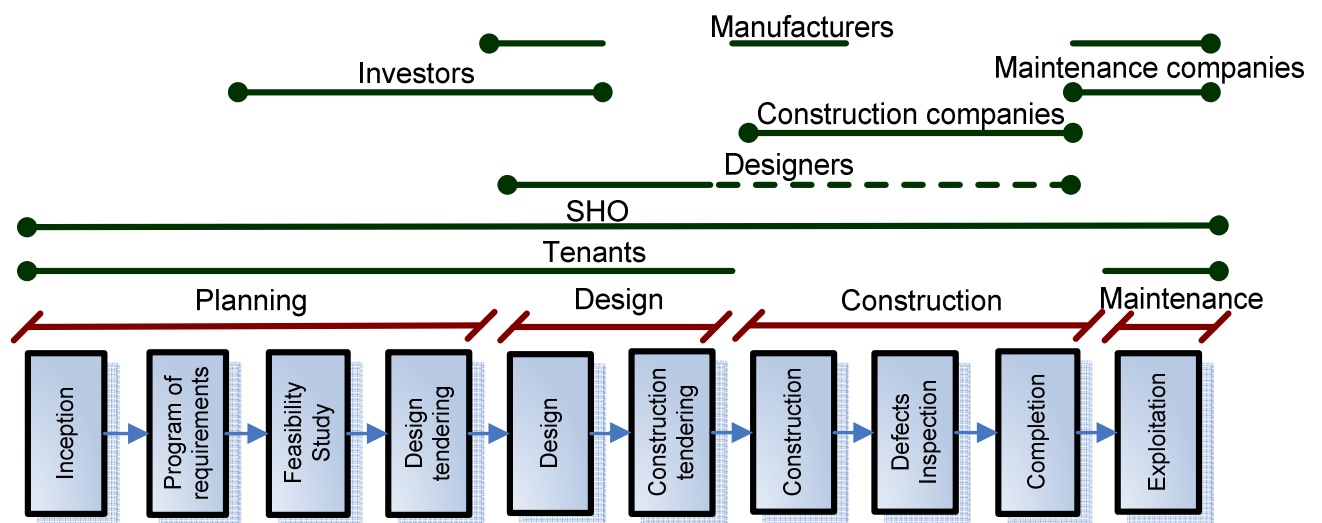 Manufacturers
Investors
Maintenance companies
Construction companies
Designers
SHO
Tenants
Planning
Design
Construction
Maintenance
Inception
Program of
requirements
Feasibility
Study
Design
tendering
Design
Construction
tendering
Construction
Defects
Inspection
Completion
Exploitation